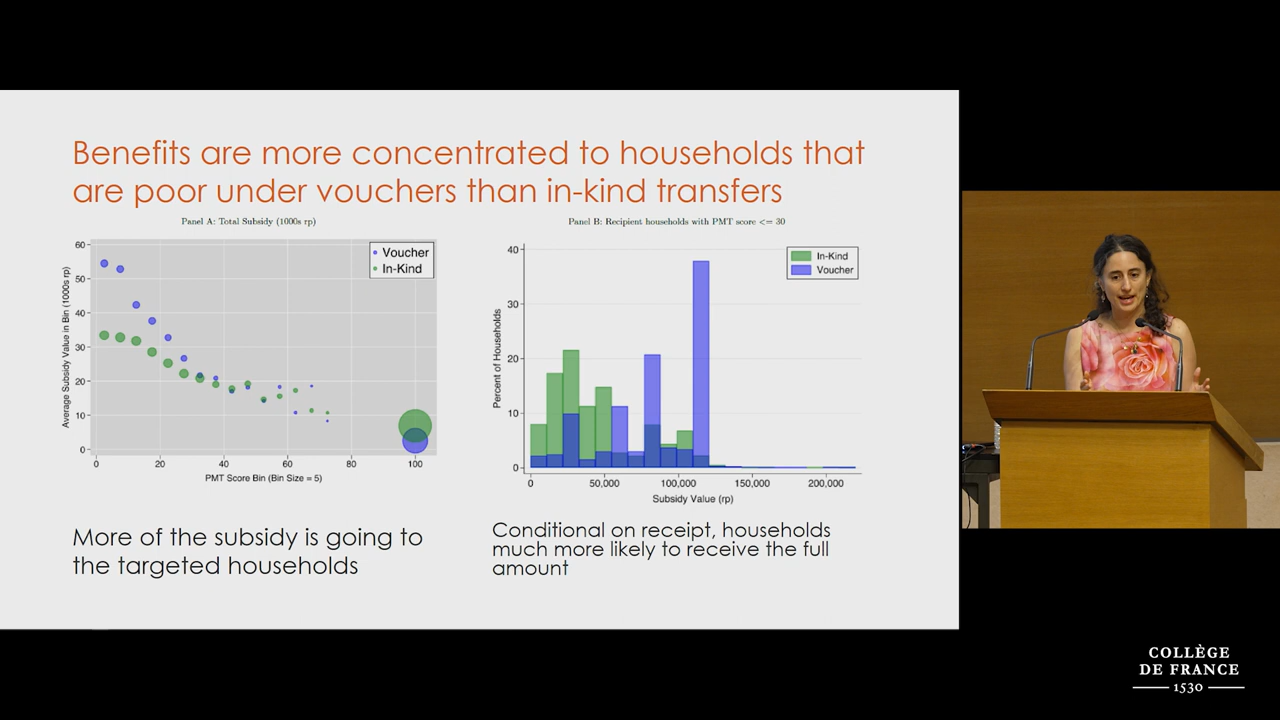 Benefits are more concentrated to households that
are poor under vouchers than in-kind transfers
Panel A: Total Subsidy (1000s rp)
Average Subsidy Value in Bin (1000s rp)
60
50
40
30
20
10
0
Voucher
In-Kind
0 20 40 60 80 100
PMT Score Bin (Bin Size = 5)
More of the subsidy is going to
the targeted households
Panel B: Recipient households with PMT score <= 30
Percent of Households
40
30
20
10
0
In-Kind
Voucher
0 50,000 100,000 150,000 200,000
Subsidy Value (rp)
Conditional on receipt, households
much more likely to receive the full
amount
COLLÈGE
DE FRANCE
1530